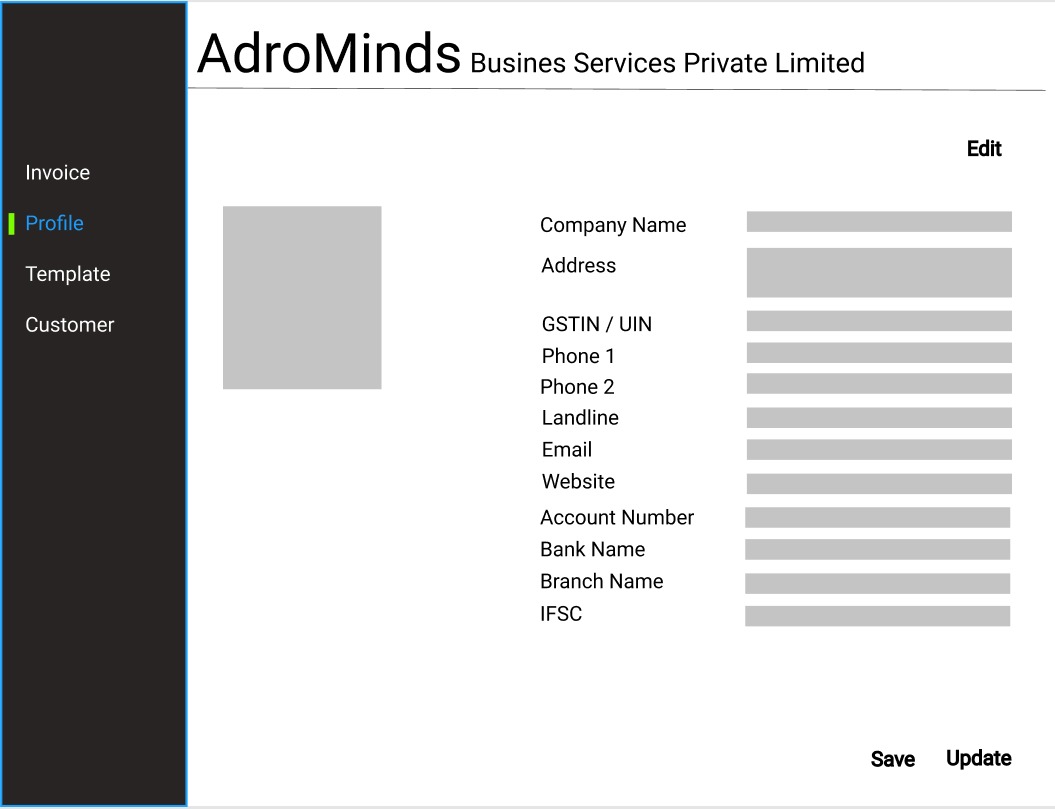 AdroMinds Busines Services Private Limited
Edit
Invoice
Profile
Template
Customer
Company Name
Address
GSTIN / UIN
Phone 1
Phone 2
Landline
Email
Website
Account Number
Bank Name
Branch Name
IFSC
Save Update